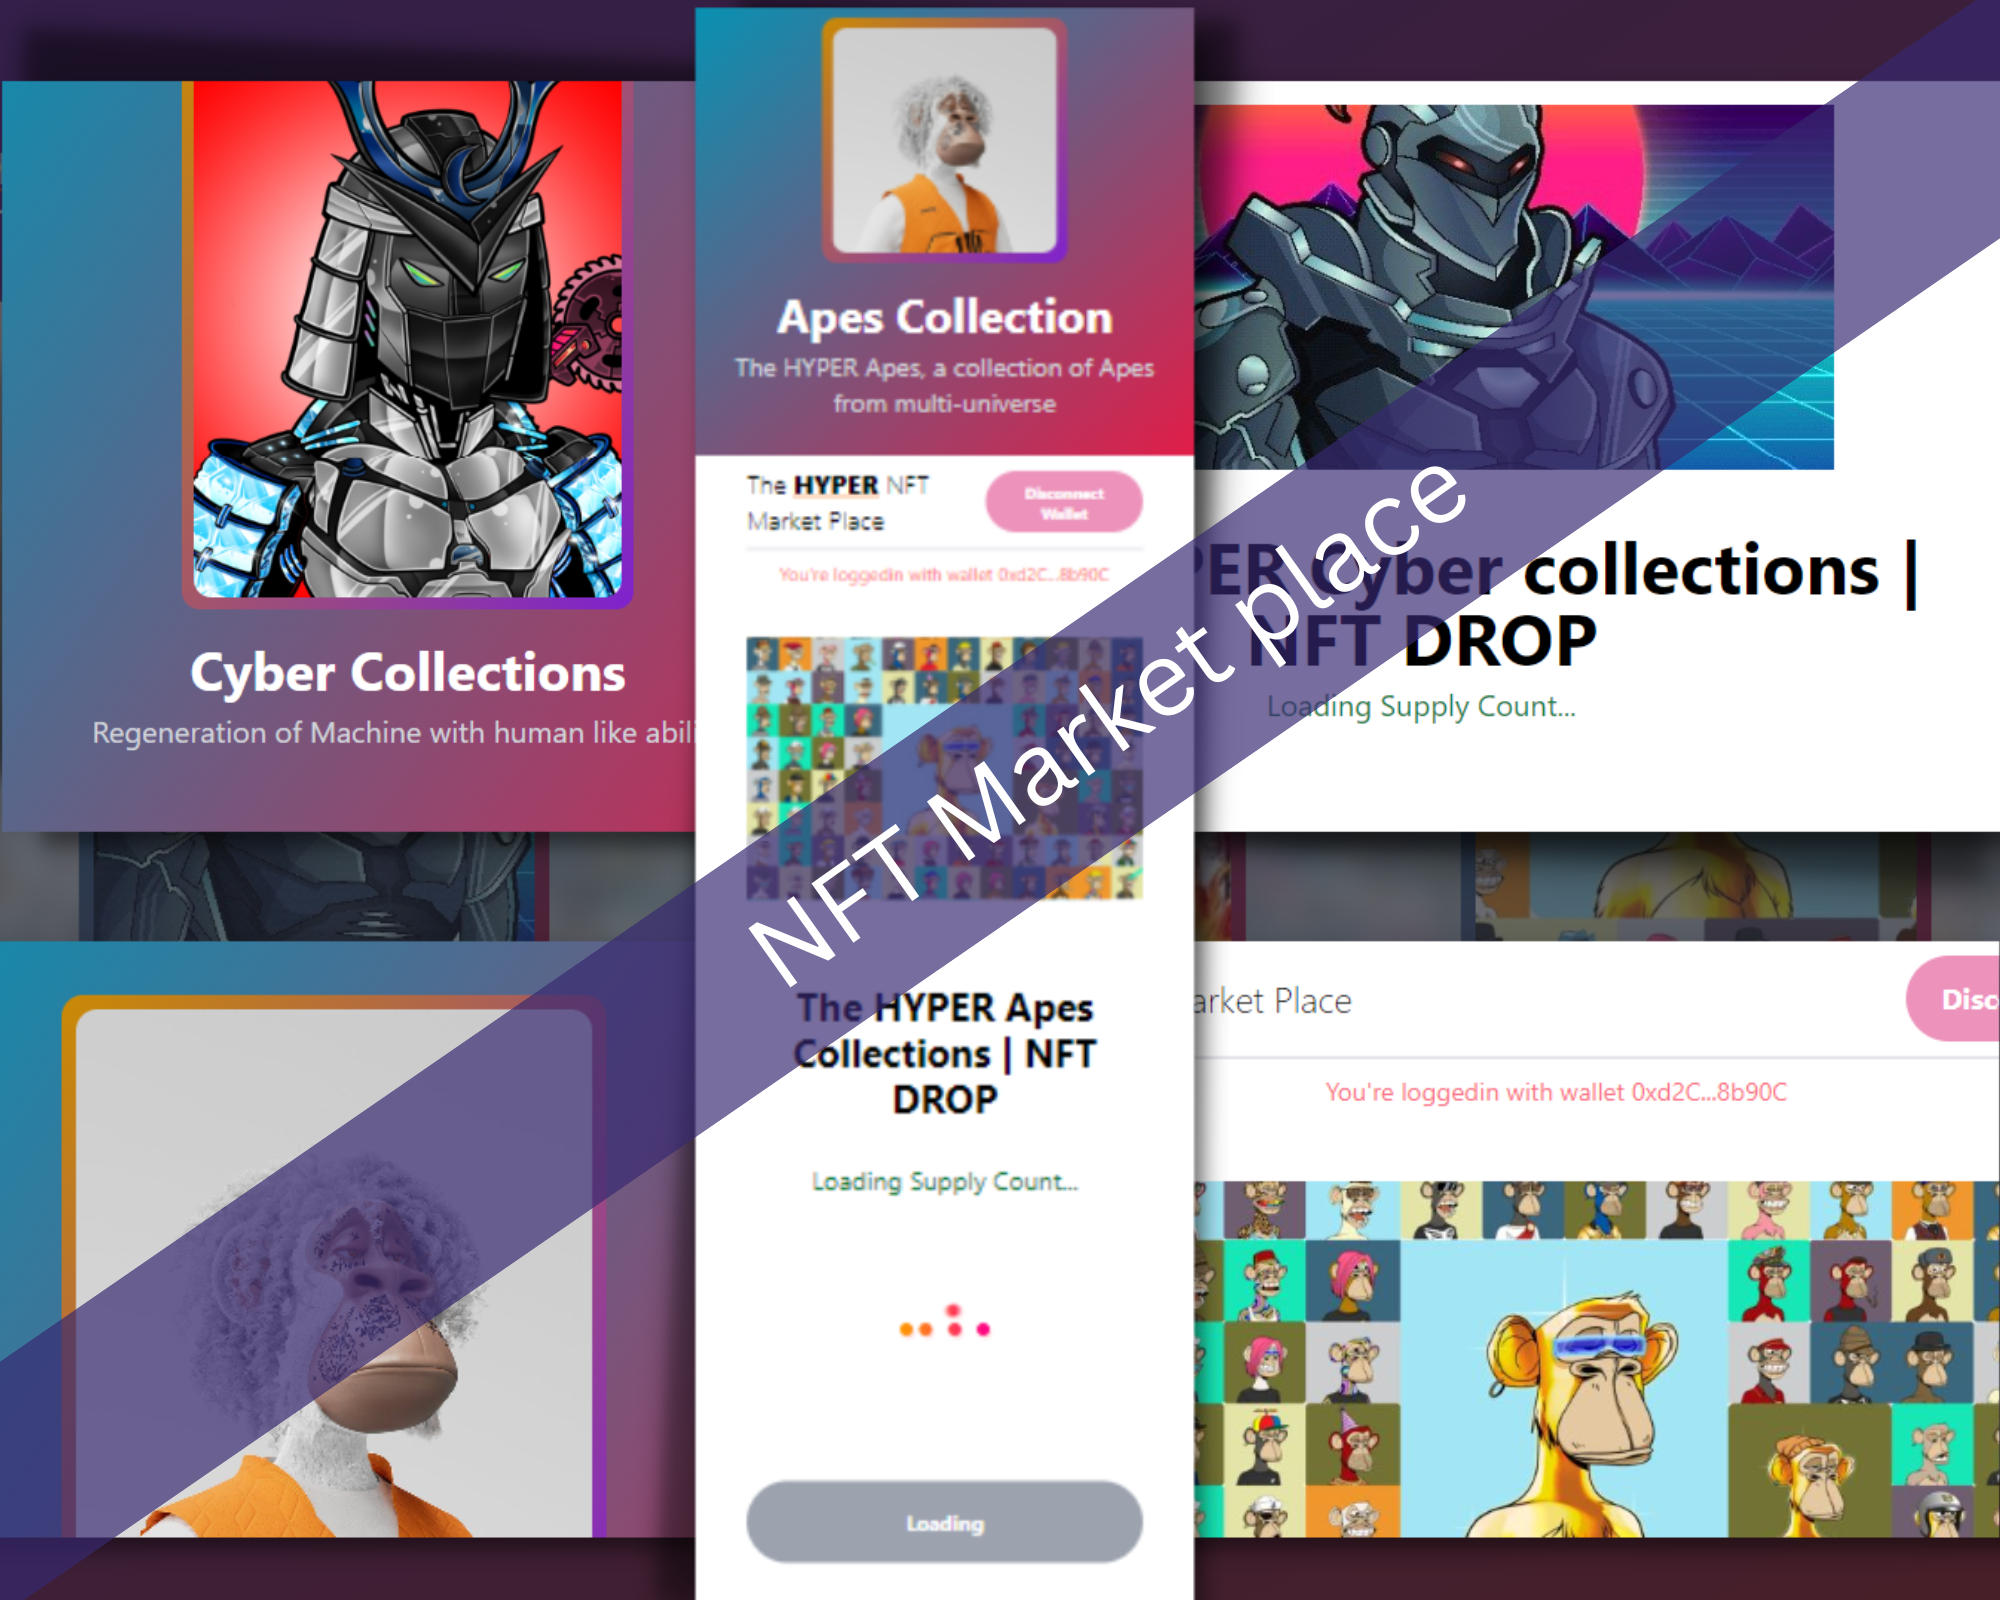 Cyber Collections
Regeneration of Machine with human like abil
Apes Collection
The HYPER Apes, a collection of Apes
from multi-universe
The HYPER NFT
Market Place
Disconnect
Wallet
You're loggedin with wallet 0xd2C...8b90C
The HYPER Apes
Collections | NFT
DROP
Loading Supply Count...
Loading
PER Cyber collections |
NFT DROP
Loading Supply Count...
arket Place
Disc
You're loggedin with wallet 0xd2C...8b90C
NFT Market place